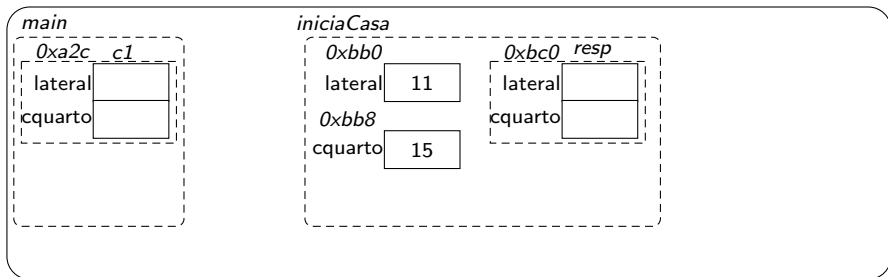 main
iniciaCasa
0xa2c c1
0xbb0
0xbc0 resp
lateral
lateral 11
lateral
cquarto
0xbb8
cquarto
cquarto 15